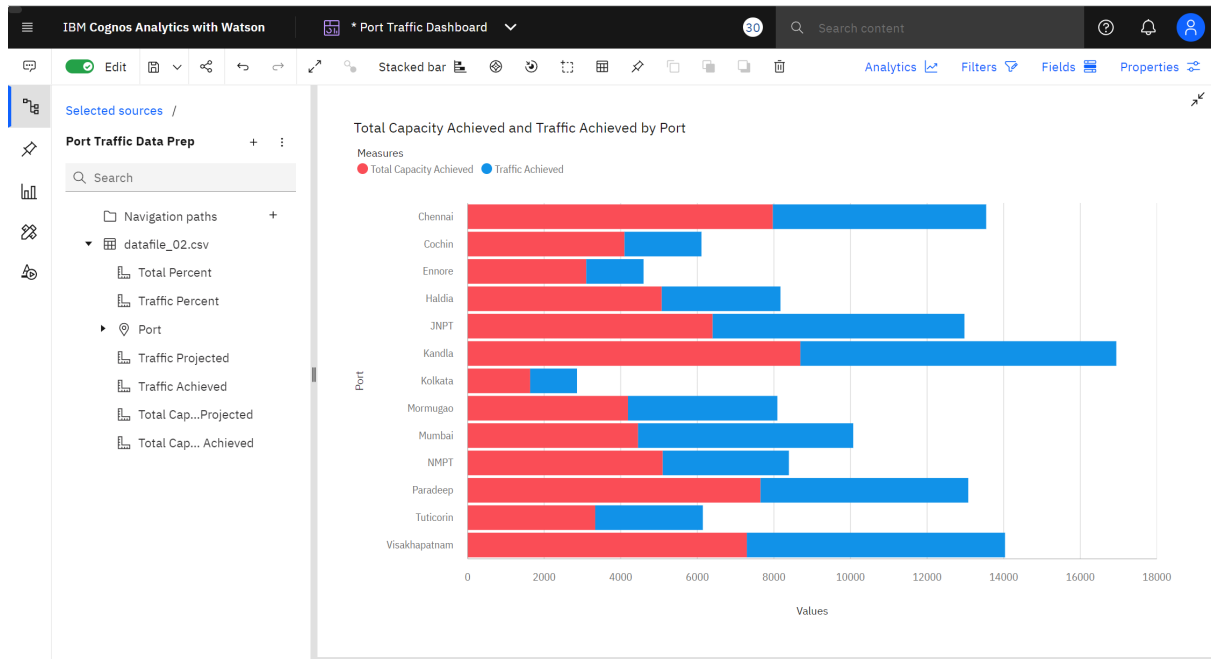 IBM Cognos Analytics with Watson
* Port Traffic Dashboard
30
Search content
Edit
Stacked bar
Analytics
Filters
Fields
Properties
Selected sources /
Port Traffic Data Prep
Search
Navigation paths
datafile_02.csv
Total Percent
Traffic Percent
Port
Traffic Projected
Traffic Achieved
Total Cap...Projected
Total Cap... Achieved
Total Capacity Achieved and Traffic Achieved by Port
Measures
Total Capacity Achieved Traffic Achieved
Port
Chennai
Cochin
Ennore
Haldia
JNPT
Kandla
Kolkata
Mormugao
Mumbai
NMPT
Paradeep
Tuticorin
Visakhapatnam
0 2000 4000 6000 8000 10000 12000 14000 16000 18000
Values